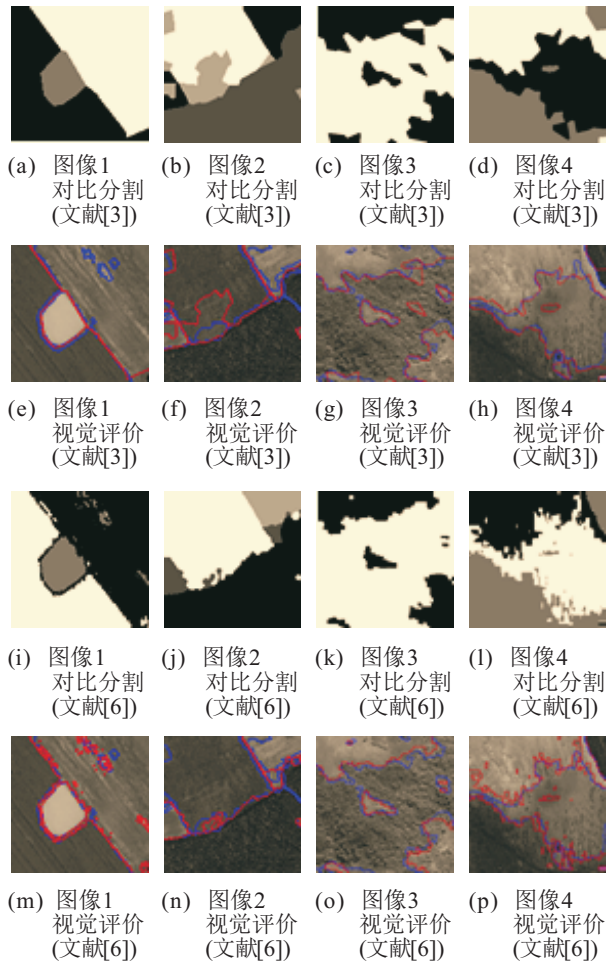 (a) 图像1 (b) 图像2 (c) 图像3 (d) 图像4
对比分割 对比分割 对比分割 对比分割
(文献[3]) (文献[3]) (文献[3]) (文献[3])
(e) 图像1 (f) 图像2 (g) 图像3 (h) 图像4
视觉评价 视觉评价 视觉评价 视觉评价
(文献[3]) (文献[3]) (文献[3]) (文献[3])
(i) 图像1 (j) 图像2 (k) 图像3 (l) 图像4
对比分割 对比分割 对比分割 对比分割
(文献[6]) (文献[6]) (文献[6]) (文献[6])
(m) 图像1 (n) 图像2 (o) 图像3 (p) 图像4
视觉评价 视觉评价 视觉评价 视觉评价
(文献[6]) (文献[6]) (文献[6]) (文献[6])